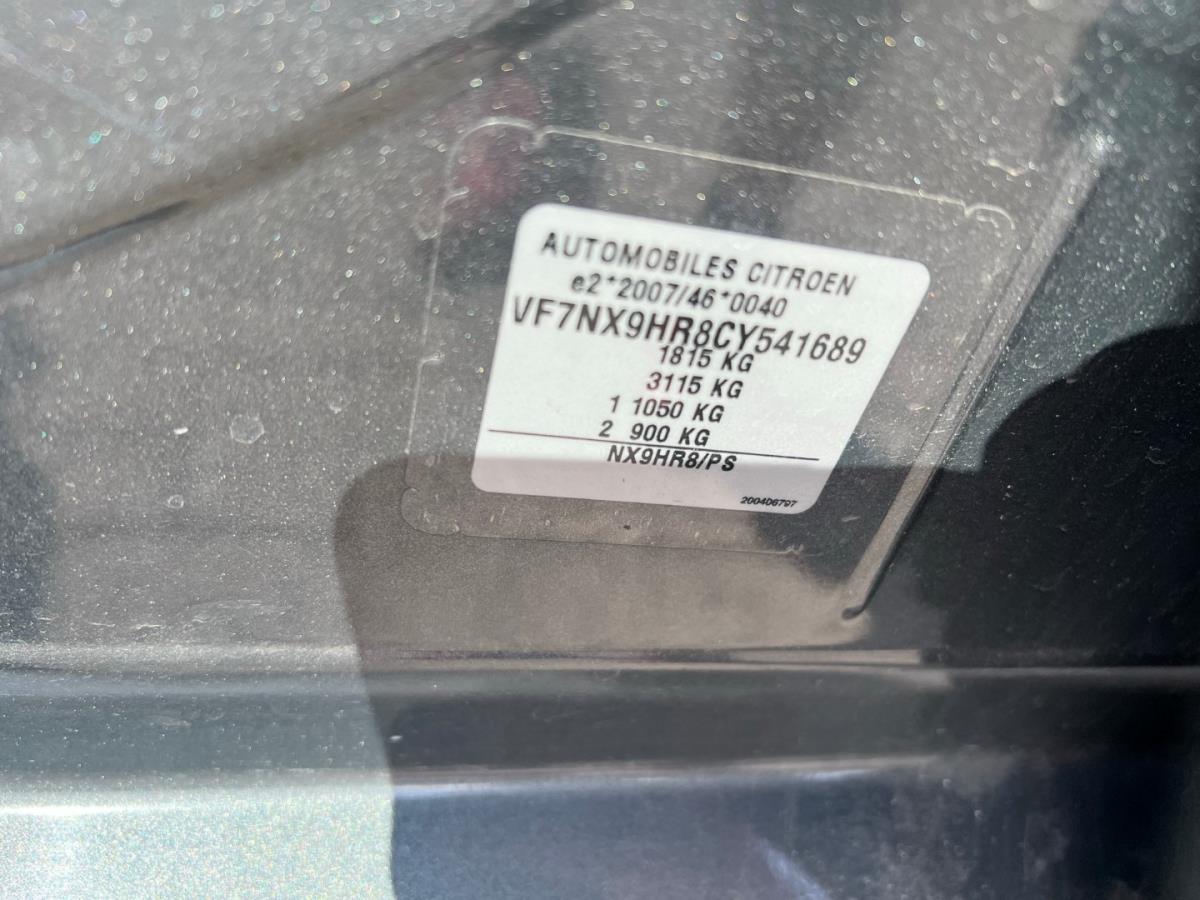 AUTOMOBILES CITROEN
e2*2007/46*0040
VF7NX9HR8CY541689
1815 KG
3115 KG
1 1050 KG
2 900 KG
NX9HR8/PS
200406797